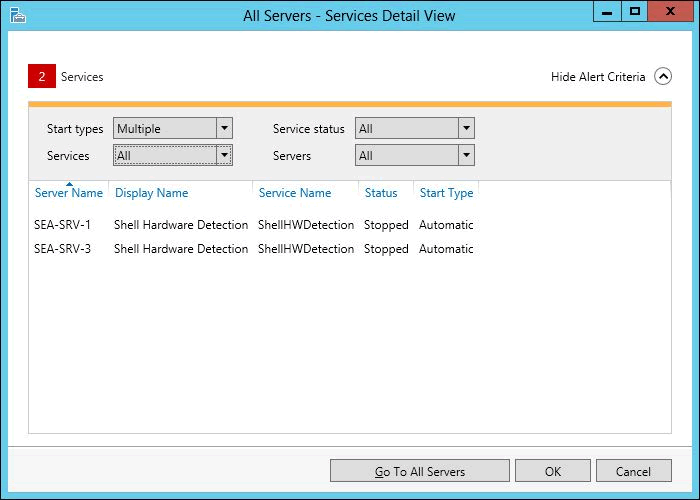 All Servers - Services Detail View
2 Services Hide Alert Criteria
Start types Multiple Service status All
Services All Servers All
Server Name Display Name Service Name Status Start Type
SEA-SRV-1 Shell Hardware Detection ShellHWDetection Stopped Automatic
SEA-SRV-3 Shell Hardware Detection ShellHWDetection Stopped Automatic
Go To All Servers OK Cancel